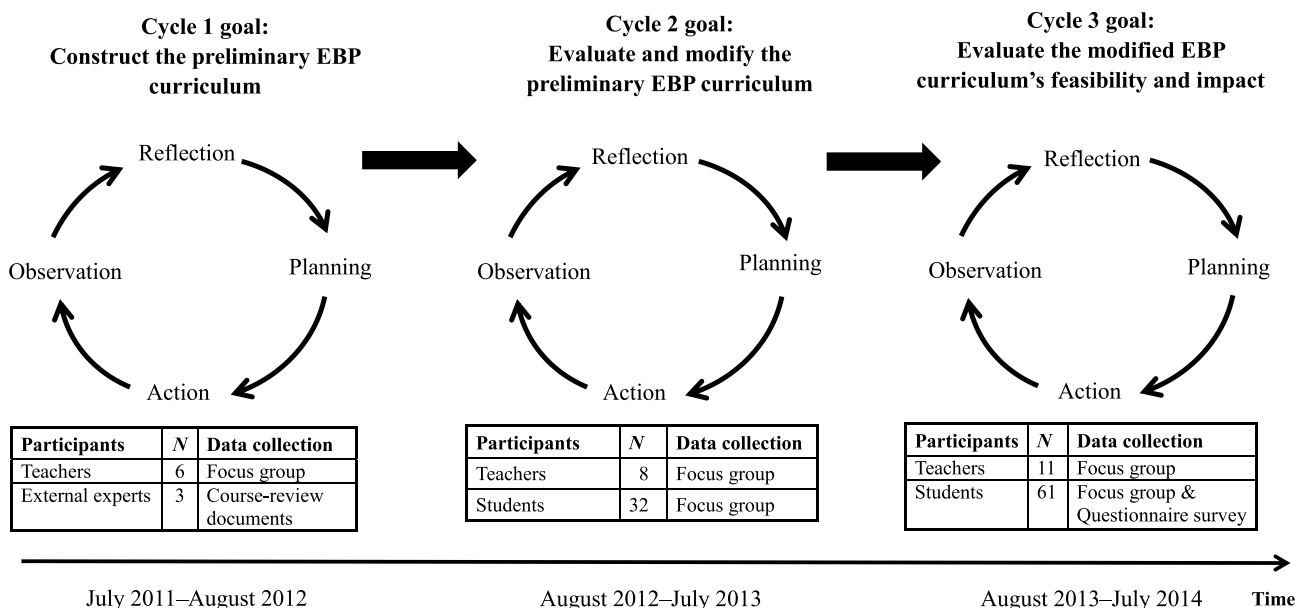 Cycle 1 goal:
Construct the preliminary EBP
curriculum
Reflection
Planning
Action
Observation
Participants N Data collection
Teachers 6 Focus group
External experts 3 Course-review
documents
July 2011–August 2012
Cycle 2 goal:
Evaluate and modify the
preliminary EBP curriculum
Reflection
Planning
Action
Observation
Participants N Data collection
Teachers 8 Focus group
Students 32 Focus group
August 2012–July 2013
Cycle 3 goal:
Evaluate the modified EBP
curriculum’s feasibility and impact
Reflection
Planning
Action
Observation
Participants N Data collection
Teachers 11 Focus group
Students 61 Focus group &
Questionnaire survey
August 2013–July 2014
Time